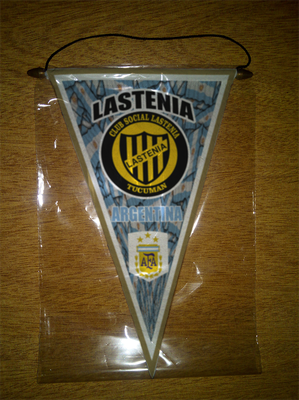 LASTENIA
CLUB SOCIAL LASTENIA
LASTENIA
TUCUMAN
ARGENTINA
AFA